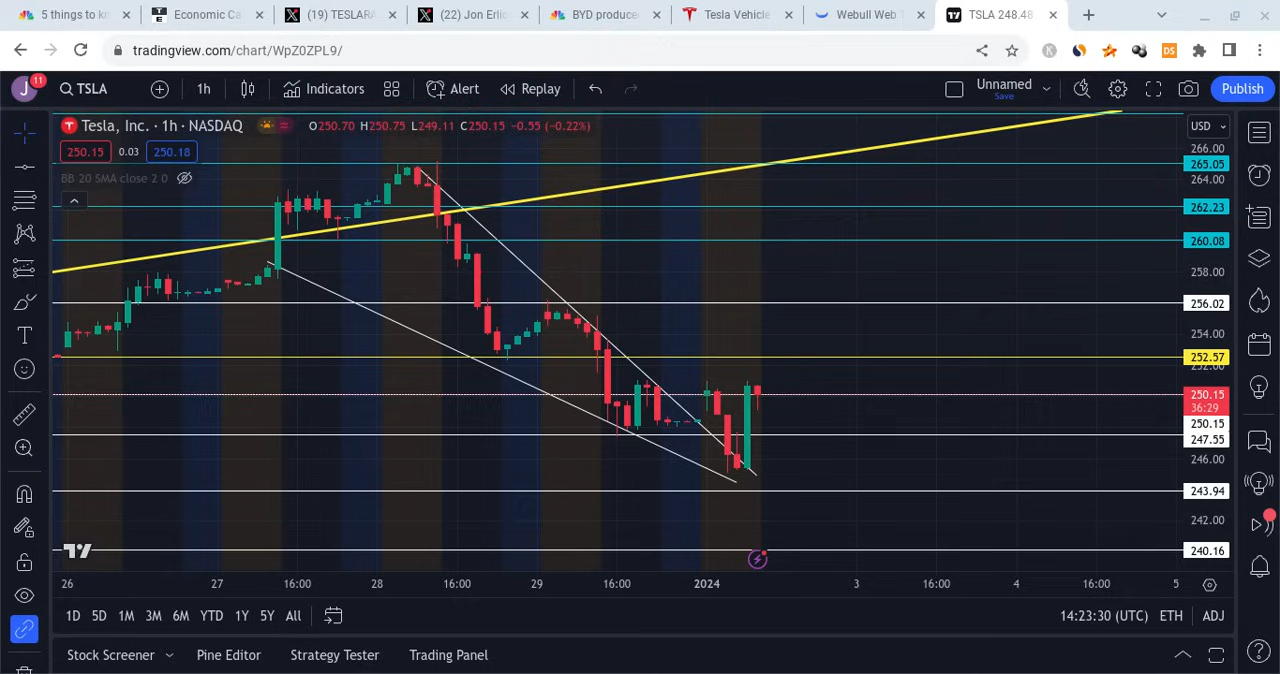 5 things to kn
Economic Ca
(19) TESLARA
(22) Jon Erlic
BYD produce
Tesla Vehicle
Webull Web T
TSLA 248.48
tradingview.com/chart/WpZ0ZPL9/
J 11 TSLA 1h Indicators Alert Replay Unnamed Save Publish
Tesla, Inc. · 1h · NASDAQ O250.70 H250.75 L249.11 C250.15 -0.55 (-0.22%) USD
250.15 0.03 250.18
BB 20 SMA close 2 0
266.00
265.05
264.00
262.23
260.08
258.00
256.02
254.00
252.57
252.00
250.15
36:29
250.15
247.55
246.00
243.94
242.00
240.16
26 27 16:00 28 16:00 29 16:00 2024 3 16:00 4 16:00 5
1D 5D 1M 3M 6M YTD 1Y 5Y All 14:23:30 (UTC) ETH ADJ
Stock Screener Pine Editor Strategy Tester Trading Panel